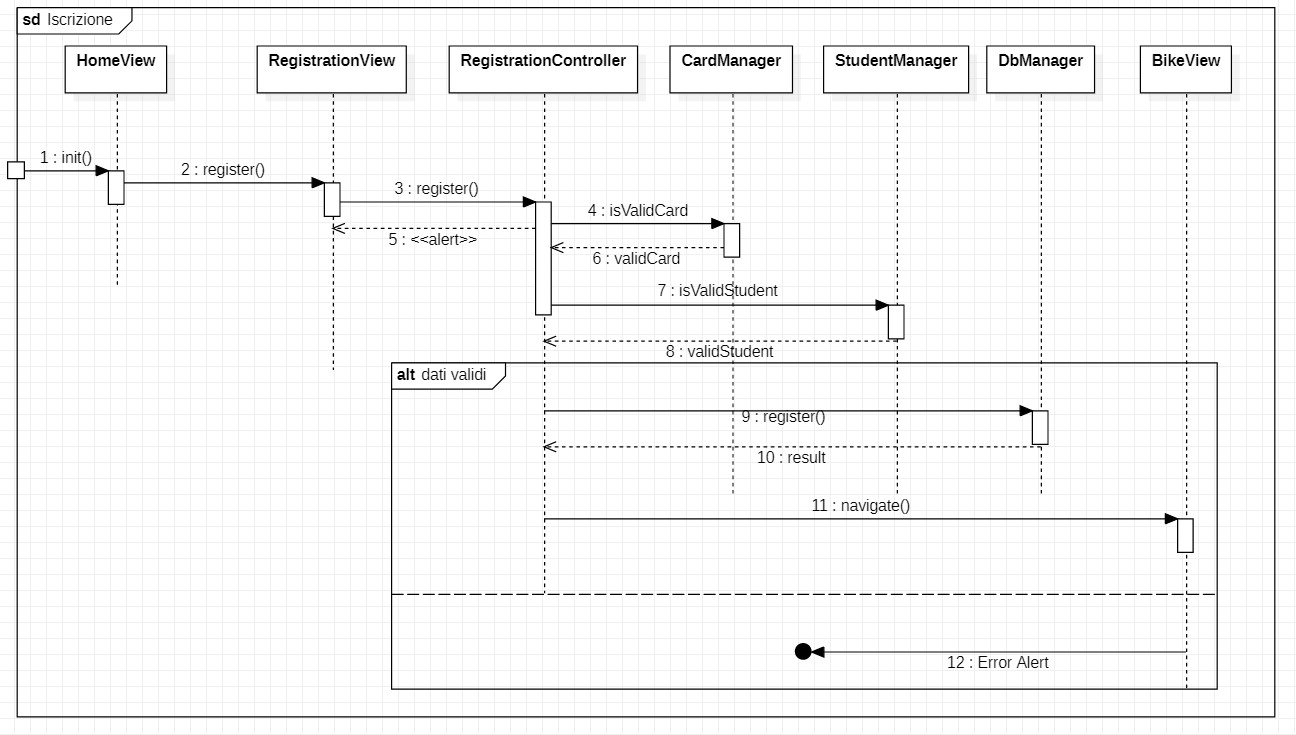 sd Iscrizione
HomeView
RegistrationView
RegistrationController
CardManager
StudentManager
DbManager
BikeView
1 : init()
2 : register()
3 : register()
4 : isValidCard
5 : <<alert>>
6 : validCard
7 : isValidStudent
8 : validStudent
alt dati validi
9 : register()
10 : result
11 : navigate()
12 : Error Alert